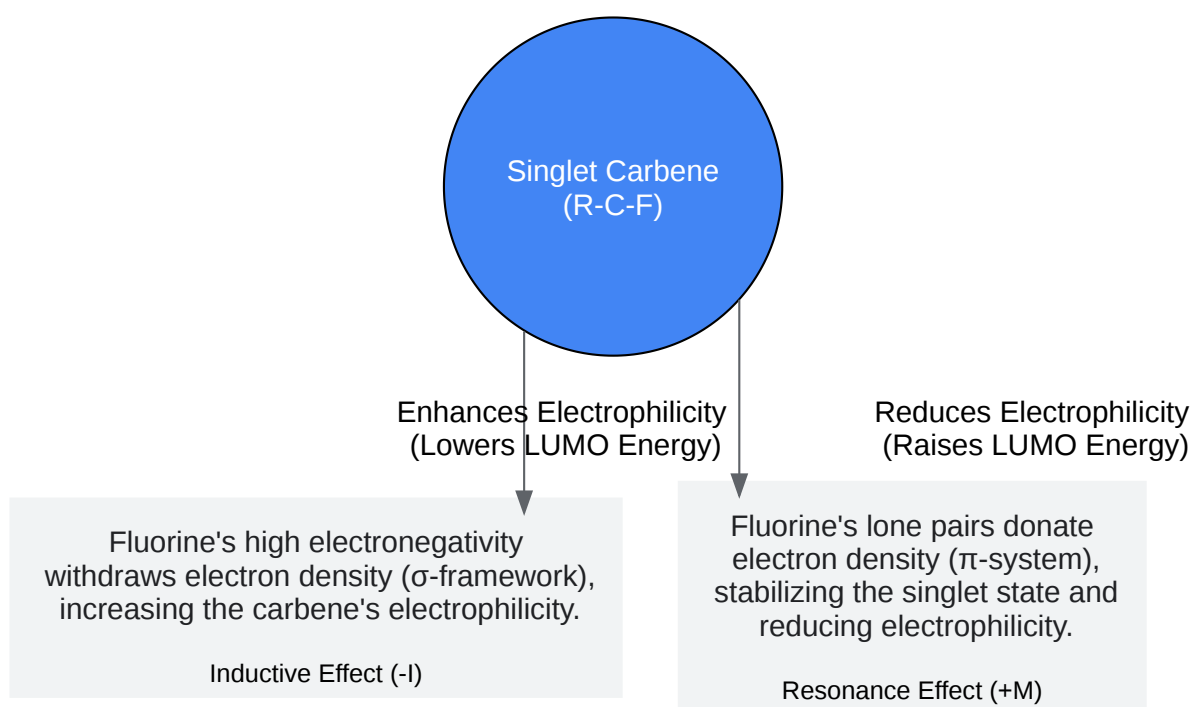 Singlet Carbene
(R-C-F)
Enhances Electrophilicity
(Lowers LUMO Energy)
Reduces Electrophilicity
(Raises LUMO Energy)
Fluorine's high electronegativity
withdraws electron density (σ-framework),
increasing the carbene's electrophilicity.
Inductive Effect (-I)
Fluorine's lone pairs donate
electron density (π-system),
stabilizing the singlet state and
reducing electrophilicity.
Resonance Effect (+M)